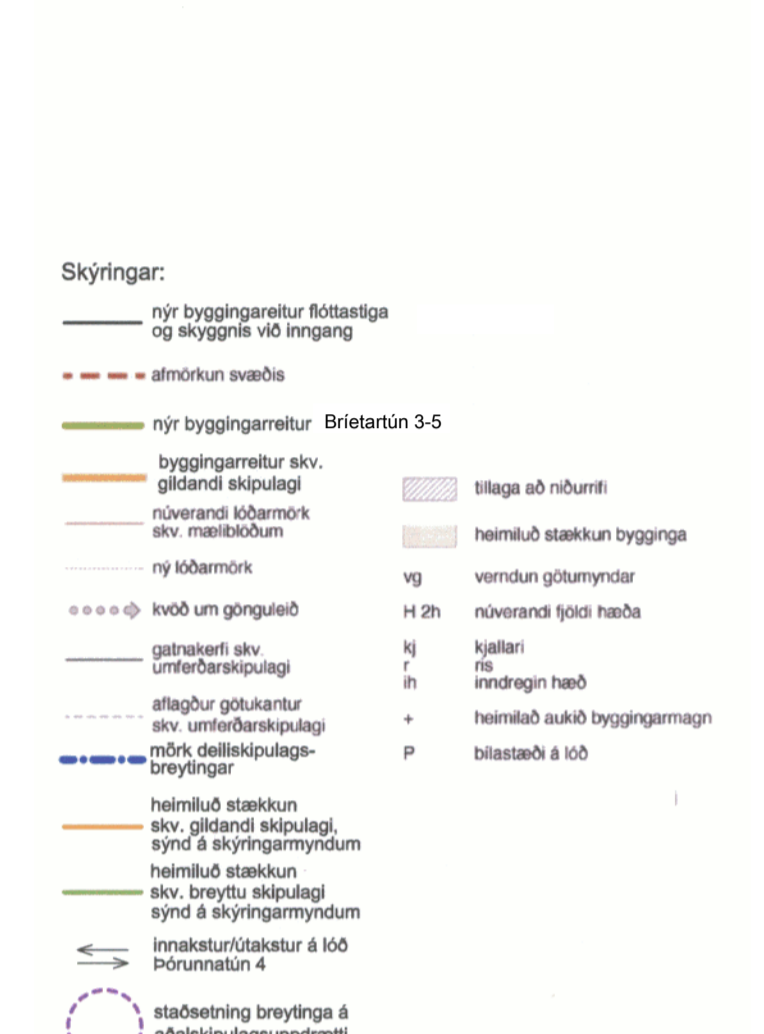 Skýringar:
nýr byggingareitur flóttastiga
og skyggnis við inngang
afmörkun svæðis
nýr byggingarreitur Bríetartún 3-5
byggingarreitur skv.
gildandi skipulagi
núverandi lóðarmörk
skv. mæliblöðum
ný lóðarmörk
kvöð um gönguleið
gatnakerfi skv.
umferðarskipulagi
aflagður götukantur
skv. umferðarskipulagi
mörk deiliskipulags-
breytingar
heimiluð stækkun
skv. gildandi skipulagi,
sýnd á skýringarmyndum
heimiluð stækkun
skv. breyttu skipulagi
sýnd á skýringarmyndum
innakstur/útakstur á lóð
Þórunnatún 4
staðsetning breytinga á
aðalskipulagsuppdrætti
tillaga að niðurrifi
heimiluð stækkun bygginga
vg verndun götumyndar
H 2h núverandi fjöldi hæða
kj kjallari
r ris
ih inndregin hæð
+ heimilað aukið byggingarmagn
P bílastæði á lóð